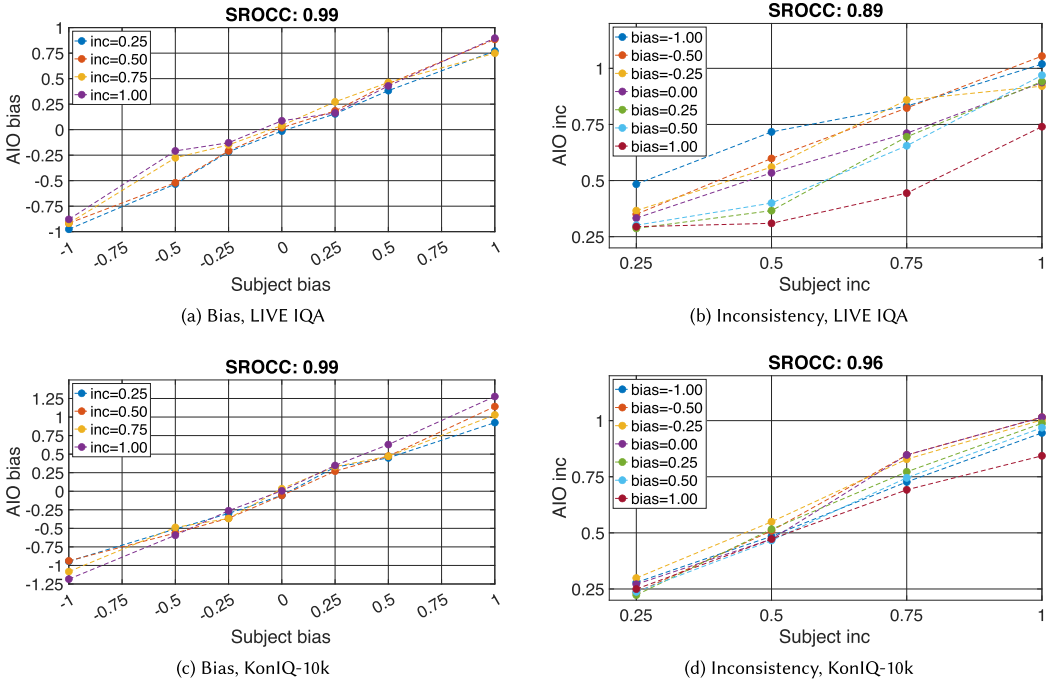 SROCC: 0.99
inc=0.25
inc=0.50
inc=0.75
inc=1.00
1
0.75
0.5
0.25
0
-0.25
-0.5
-0.75
-1
AIO bias
-1
-0.75
-0.5
-0.25
0
0.25
0.5
0.75
1
Subject bias
(a) Bias, LIVE IQA
SROCC: 0.89
bias=-1.00
bias=-0.50
bias=-0.25
bias=0.00
bias=0.25
bias=0.50
bias=1.00
1
0.75
0.5
0.25
AIO inc
0.25
0.5
0.75
1
Subject inc
(b) Inconsistency, LIVE IQA
SROCC: 0.99
inc=0.25
inc=0.50
inc=0.75
inc=1.00
1.25
1
0.75
0.5
0.25
0
-0.25
-0.5
-0.75
-1
-1.25
AIO bias
-1
-0.75
-0.5
-0.25
0
0.25
0.5
0.75
1
Subject bias
(c) Bias, KonIQ-10k
SROCC: 0.96
bias=-1.00
bias=-0.50
bias=-0.25
bias=0.00
bias=0.25
bias=0.50
bias=1.00
1
0.75
0.5
0.25
AIO inc
0.25
0.5
0.75
1
Subject inc
(d) Inconsistency, KonIQ-10k